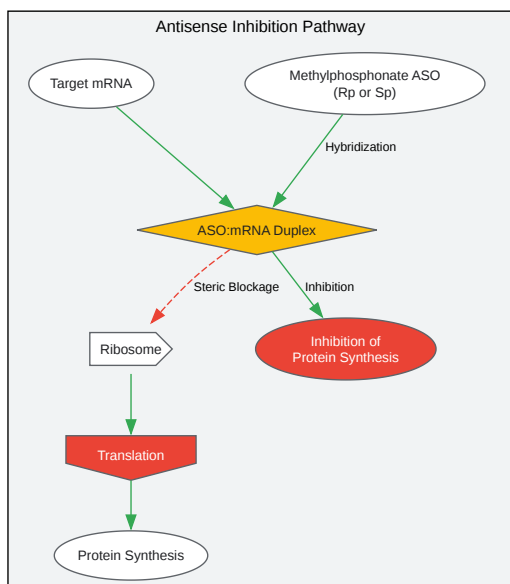 Antisense Inhibition Pathway
Target mRNA
Methylphosphonate ASO
(Rp or Sp)
Hybridization
ASO:mRNA Duplex
Steric Blockage
Inhibition
Ribosome
Inhibition of
Protein Synthesis
Translation
Protein Synthesis